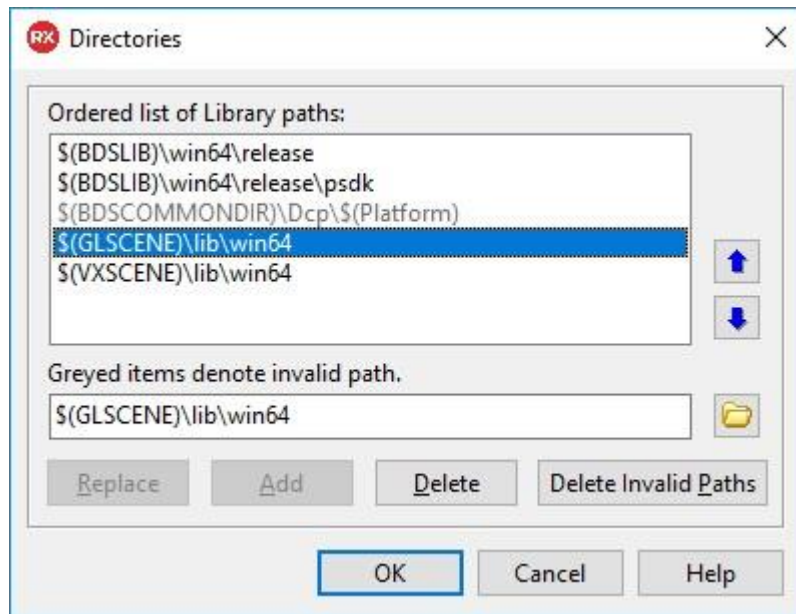 RX Directories
Ordered list of Library paths:
$(BDSLIB)\win64\release
$(BDSLIB)\win64\release\psdk
$(BDSCOMMONDIR)\Dcp\$(Platform)
$(GLSCENE)\lib\win64
$(VXSCENE)\lib\win64
Greyed items denote invalid path.
$(GLSCENE)\lib\win64
Replace Add Delete Delete Invalid Paths
OK Cancel Help